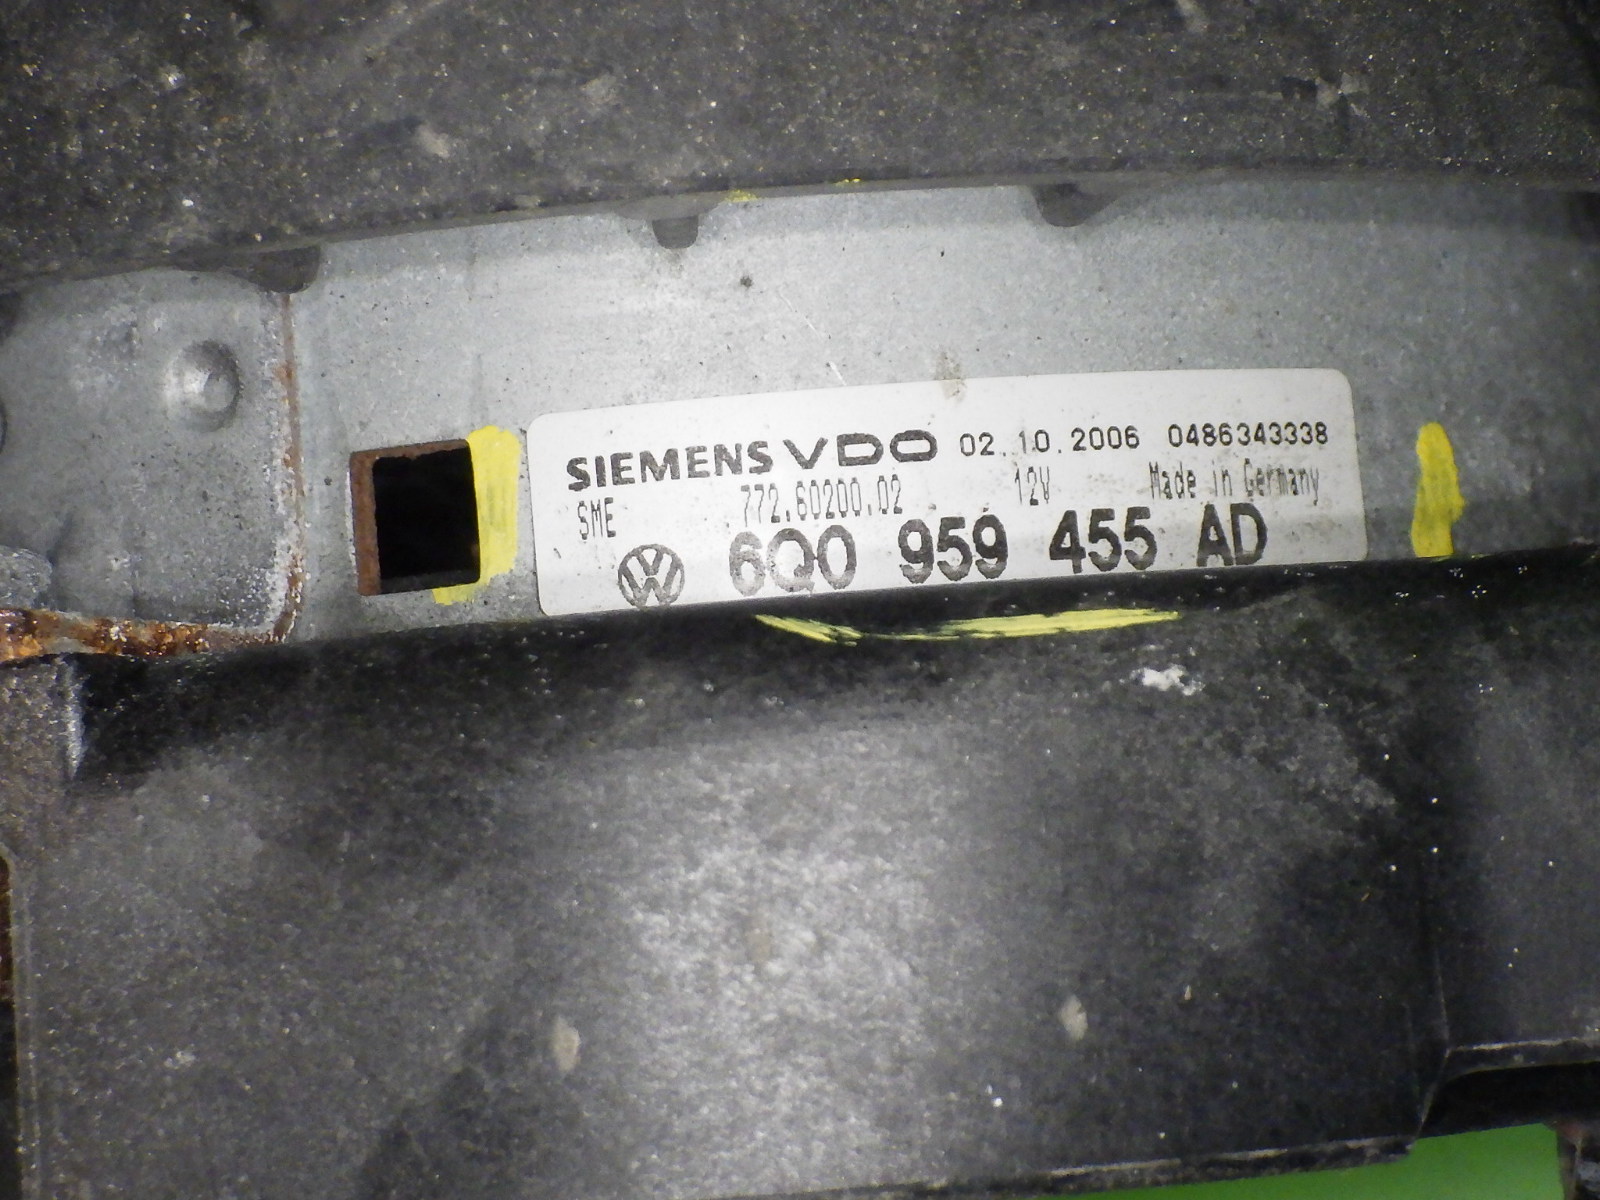 SIEMENS VDO 02.10.2006 0486343338
SME 772.60200.02 12V Made in Germany
6Q0 959 455 AD